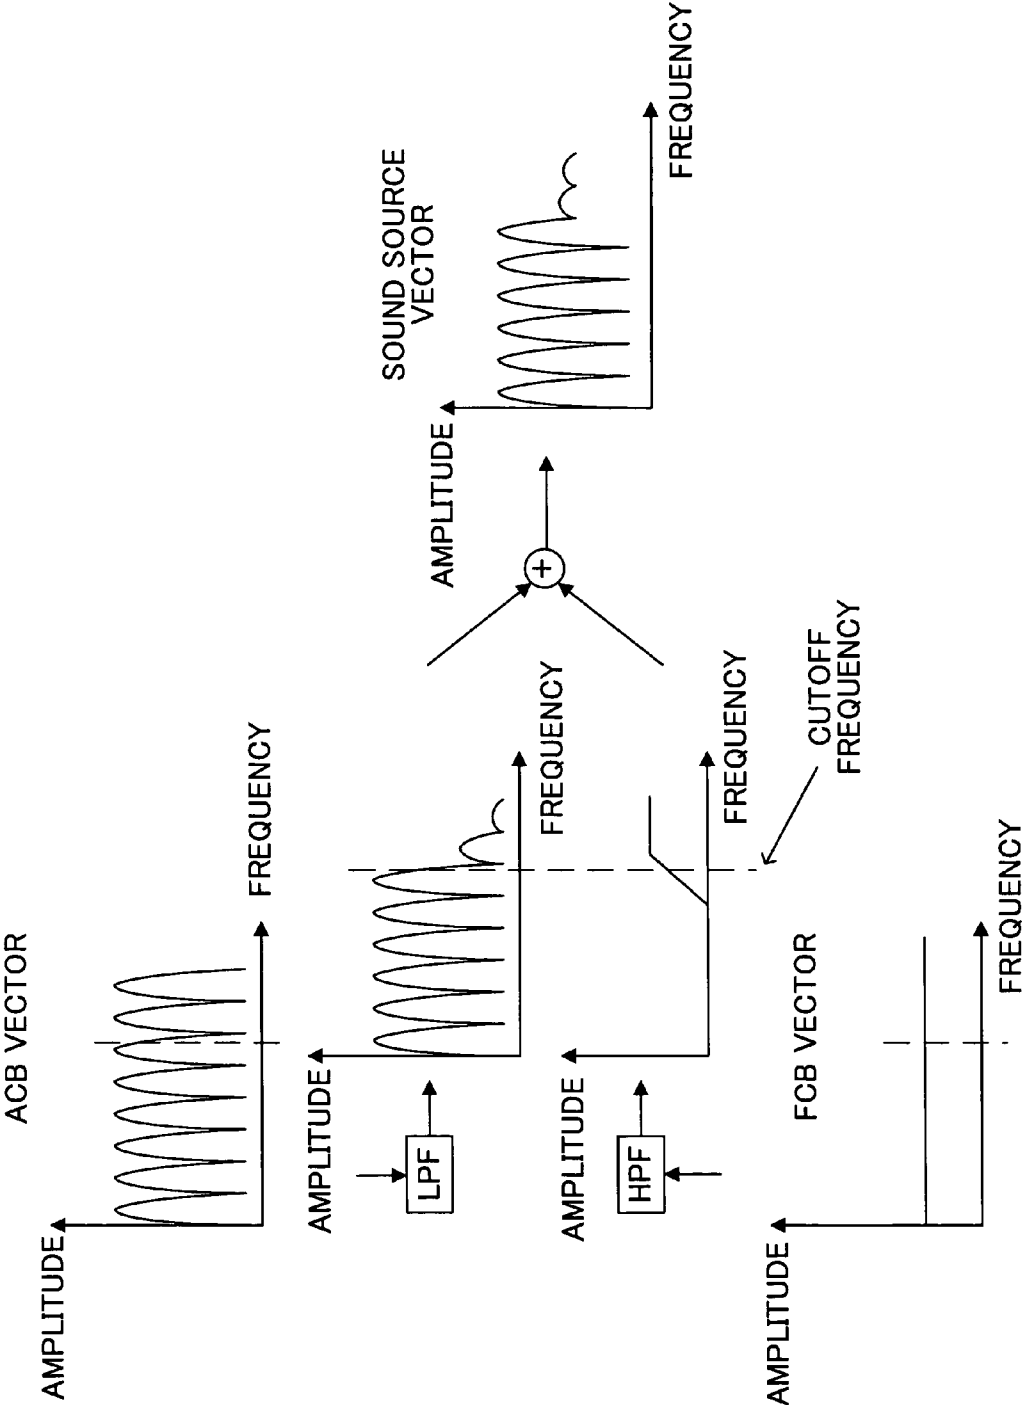 ACB VECTOR
AMPLITUDE
FREQUENCY
LPF
AMPLITUDE
FREQUENCY
HPF
AMPLITUDE
FREQUENCY
CUTOFF
FREQUENCY
FCB VECTOR
AMPLITUDE
FREQUENCY
+
SOUND SOURCE
VECTOR
AMPLITUDE
FREQUENCY